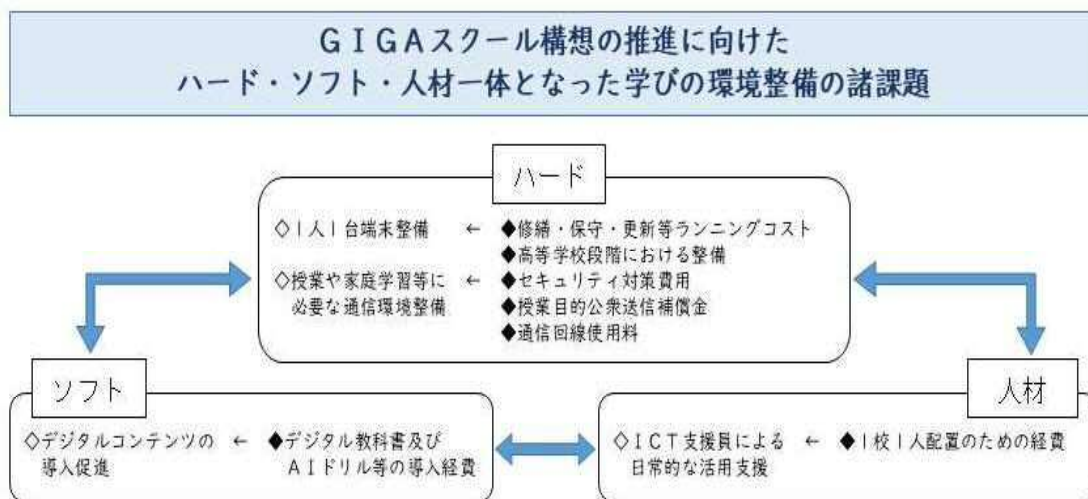 GIGAスクール構想の推進に向けた
ハード・ソフト・人材一体となった学びの環境整備の諸課題
ハード
◇1人1台端末整備 ← ◆修繕・保守・更新等ランニングコスト
◆高等学校段階における整備
◇授業や家庭学習等に ← ◆セキュリティ対策費用
必要な通信環境整備 ◆授業目的公衆送信補償金
◆通信回線使用料
ソフト
◇デジタルコンテンツの ← ◆デジタル教科書及び
導入促進 AIドリル等の導入経費
人材
◇ICT支援員による ← ◆1校1人配置のための経費
日常的な活用支援